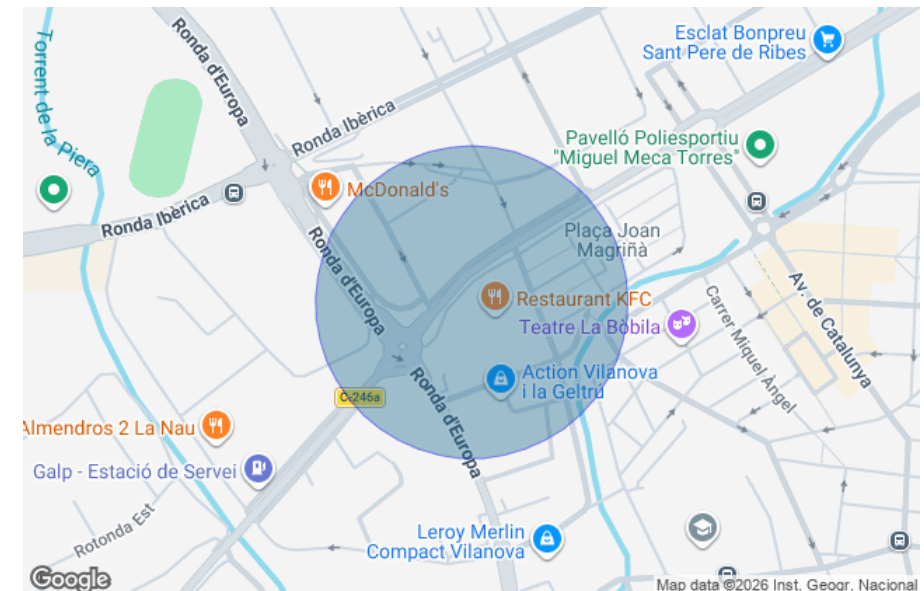 Esclat Bonpreu
Sant Pere de Ribes
Torrent de la Piera
Ronda d'Europa
Ronda Ibèrica
Pavelló Poliesportiu
"Miguel Meca Torres"
McDonald's
Ronda Ibèrica
Plaça Joan
Magriñà
Ronda d'Europa
Restaurant KFC
Teatre La Bòbila
Av. de Catalunya
Carrer Miquel Àngel
Action Vilanova
i la Geltrú
C-246a
Ronda d'Europa
Almendros 2 La Nau
Galp - Estació de Servei
Rotonda Est
Leroy Merlin
Compact Vilanova
Google
Map data ©2026 Inst. Geogr. Nacional